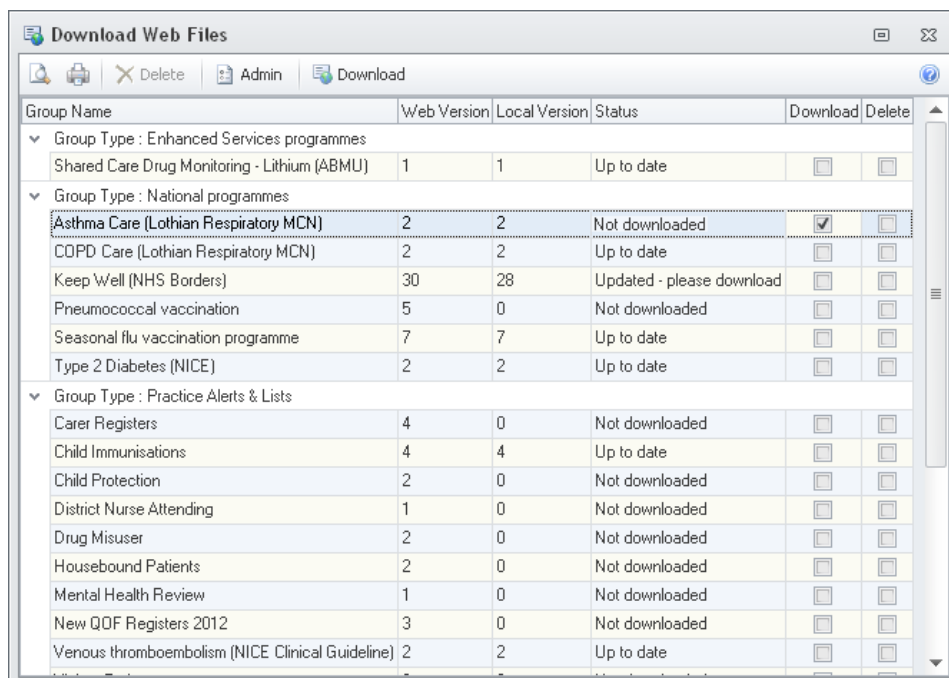 Download Web Files
Delete Admin Download
Group Name Web Version Local Version Status Download Delete
Group Type : Enhanced Services programmes
Shared Care Drug Monitoring - Lithium (ABMU) 1 1 Up to date
Group Type : National programmes
Asthma Care (Lothian Respiratory MCN) 2 2 Not downloaded
COPD Care (Lothian Respiratory MCN) 2 2 Up to date
Keep Well (NHS Borders) 30 28 Updated - please download
Pneumococcal vaccination 5 0 Not downloaded
Seasonal flu vaccination programme 7 7 Up to date
Type 2 Diabetes (NICE) 2 2 Up to date
Group Type : Practice Alerts & Lists
Carer Registers 4 0 Not downloaded
Child Immunisations 4 4 Up to date
Child Protection 2 0 Not downloaded
District Nurse Attending 1 0 Not downloaded
Drug Misuser 2 0 Not downloaded
Housebound Patients 2 0 Not downloaded
Mental Health Review 1 0 Not downloaded
New QOF Registers 2012 3 0 Not downloaded
Venous thromboembolism (NICE Clinical Guideline) 2 2 Up to date